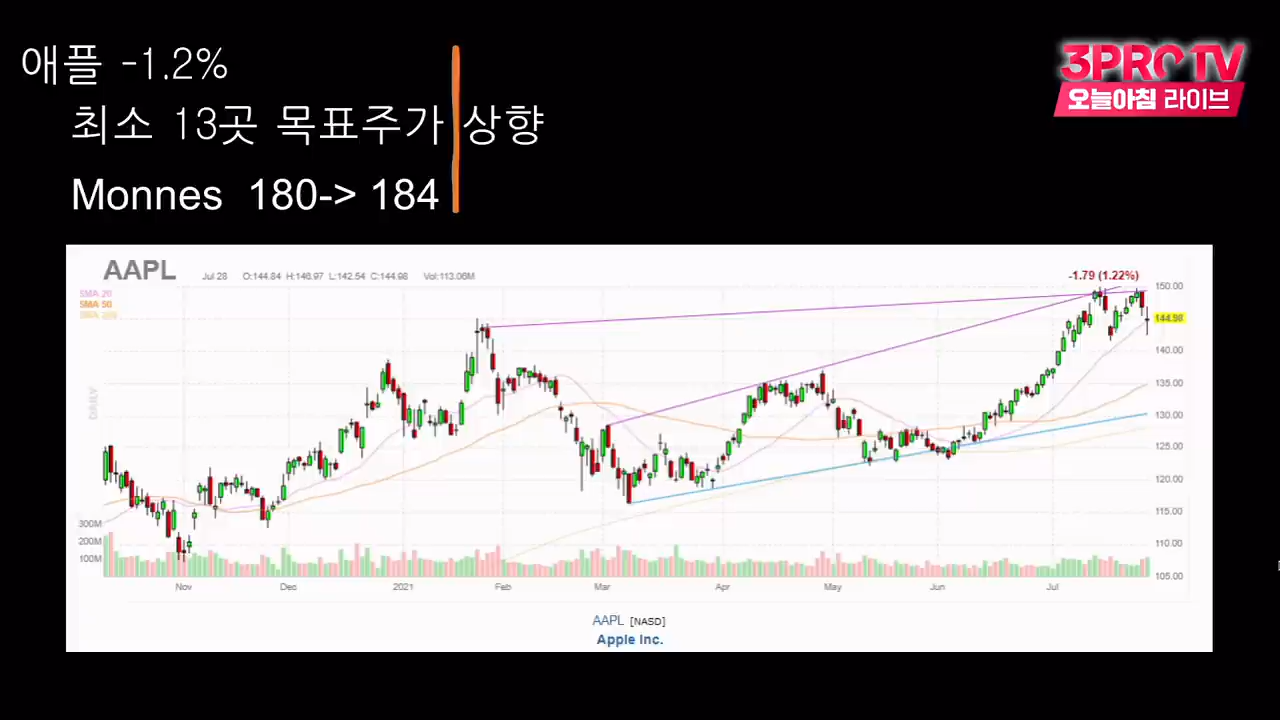 애플 -1.2%
최소 13곳 목표주가 상향
Monnes 180-> 184
3PROTV
오늘아침 라이브
AAPL Jul 28 O:144.84 H:146.97 L:142.54 C:144.98 Vol:113.06M
-1.79 (1.22%)
SMA 20
SMA 50
SMA 200
DAILY
150.00
144.98
140.00
135.00
130.00
125.00
120.00
115.00
110.00
105.00
300M
200M
100M
Nov Dec 2021 Feb Mar Apr May Jun Jul
AAPL [NASD]
Apple Inc.